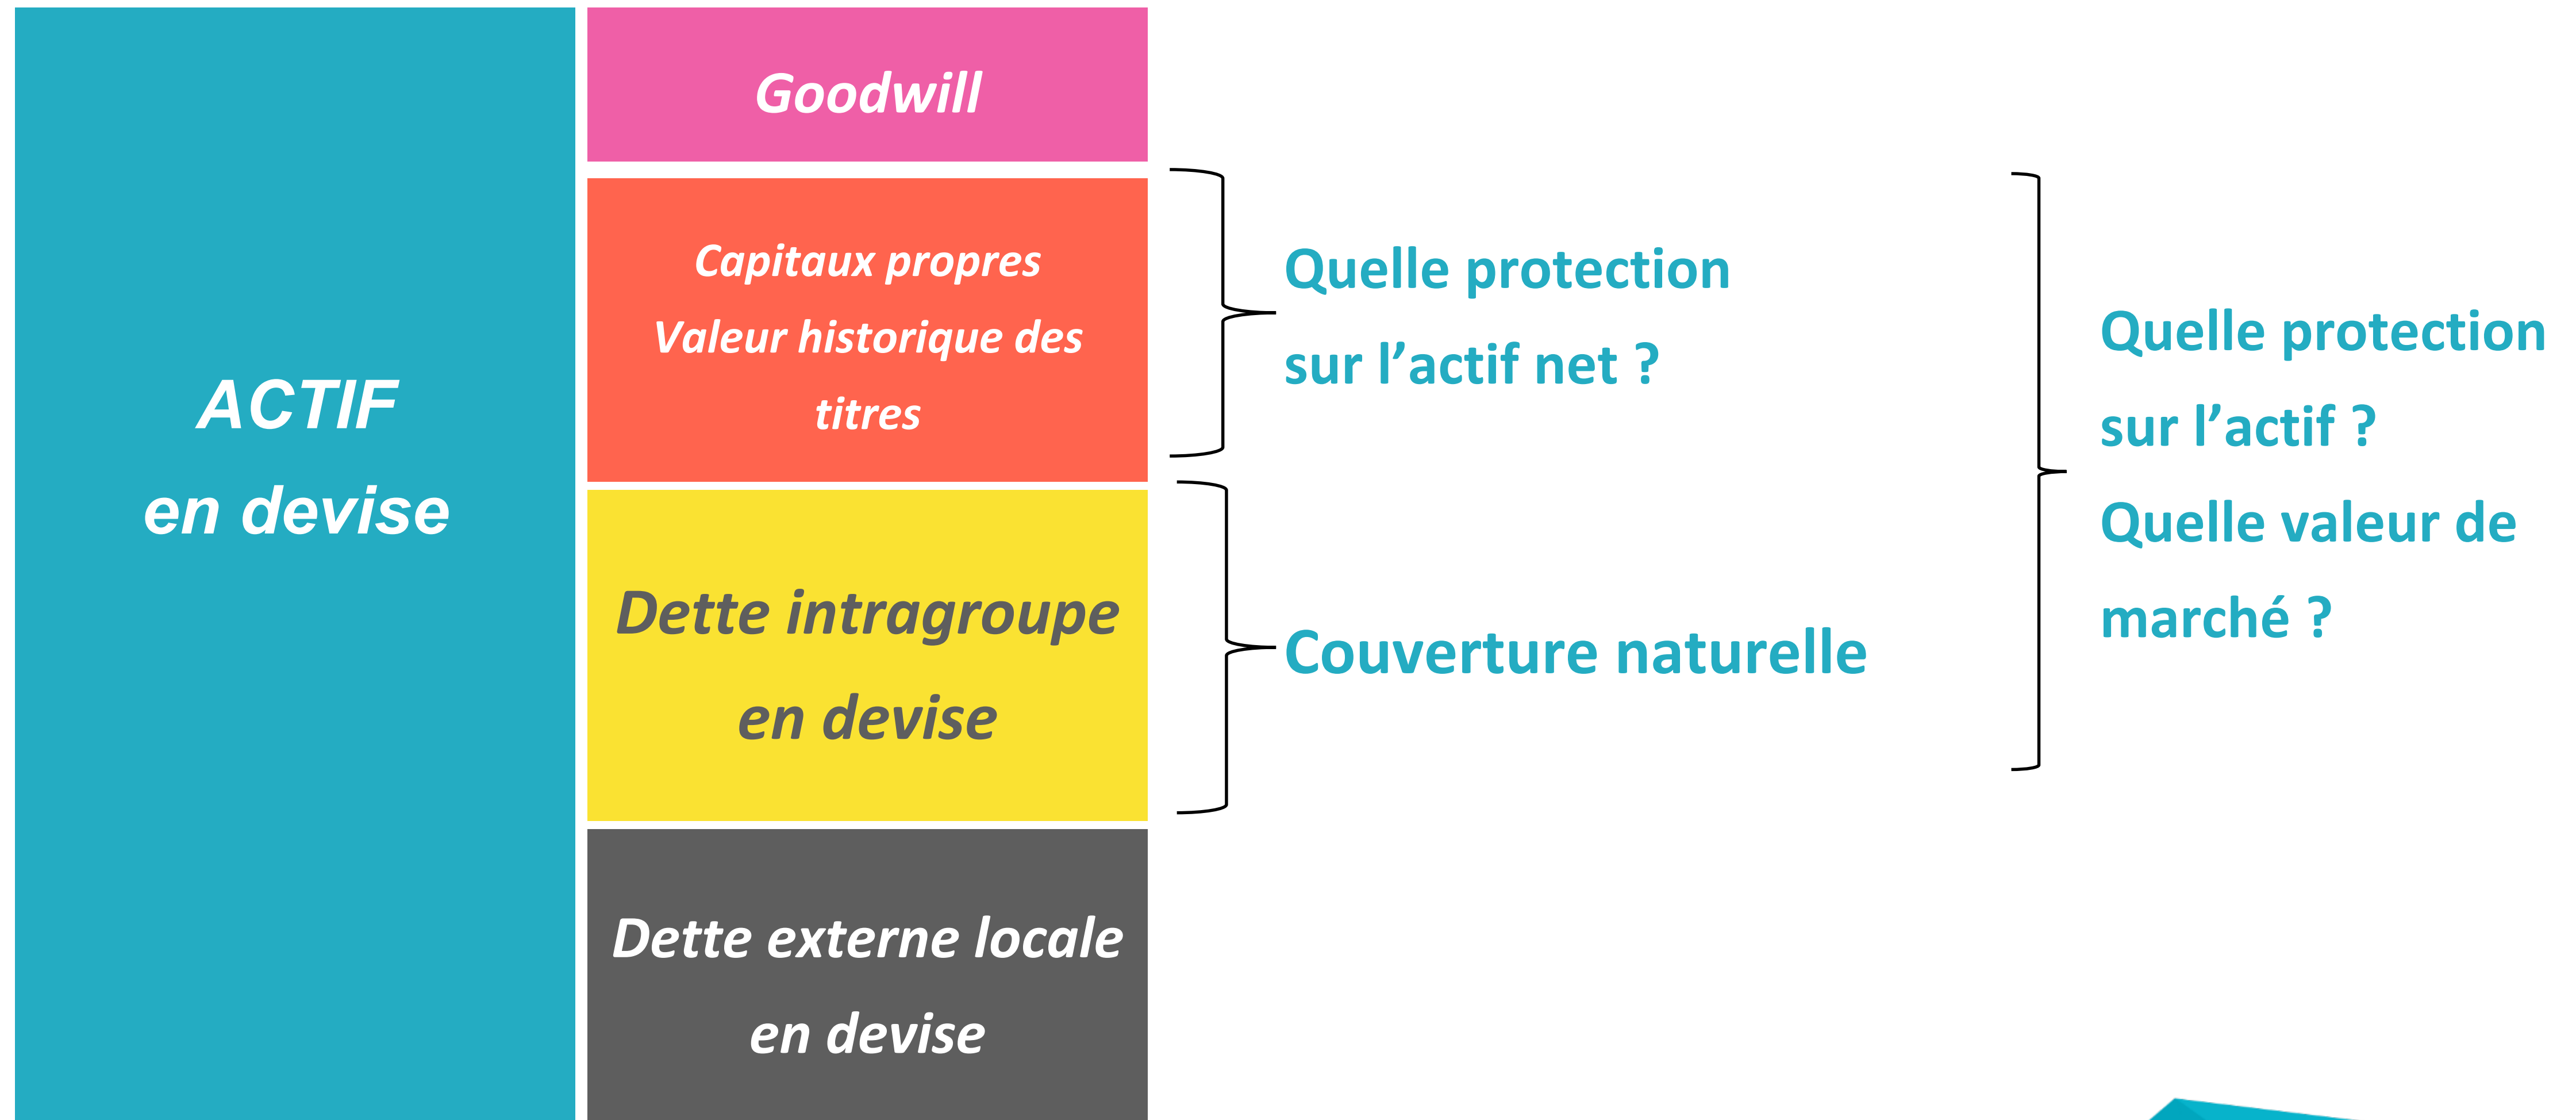 ACTIF
en devise
Goodwill
Capitaux propres
Valeur historique des
titres
Dette intragroupe
en devise
Dette externe locale
en devise
Quelle protection
sur l’actif net ?
Couverture naturelle
Quelle protection
sur l’actif ?
Quelle valeur de
marché ?